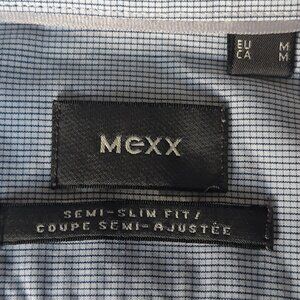 EU M
CA M
mexx
SEMI-SLIM FIT/
COUPE SEMI-AJUSTÉE